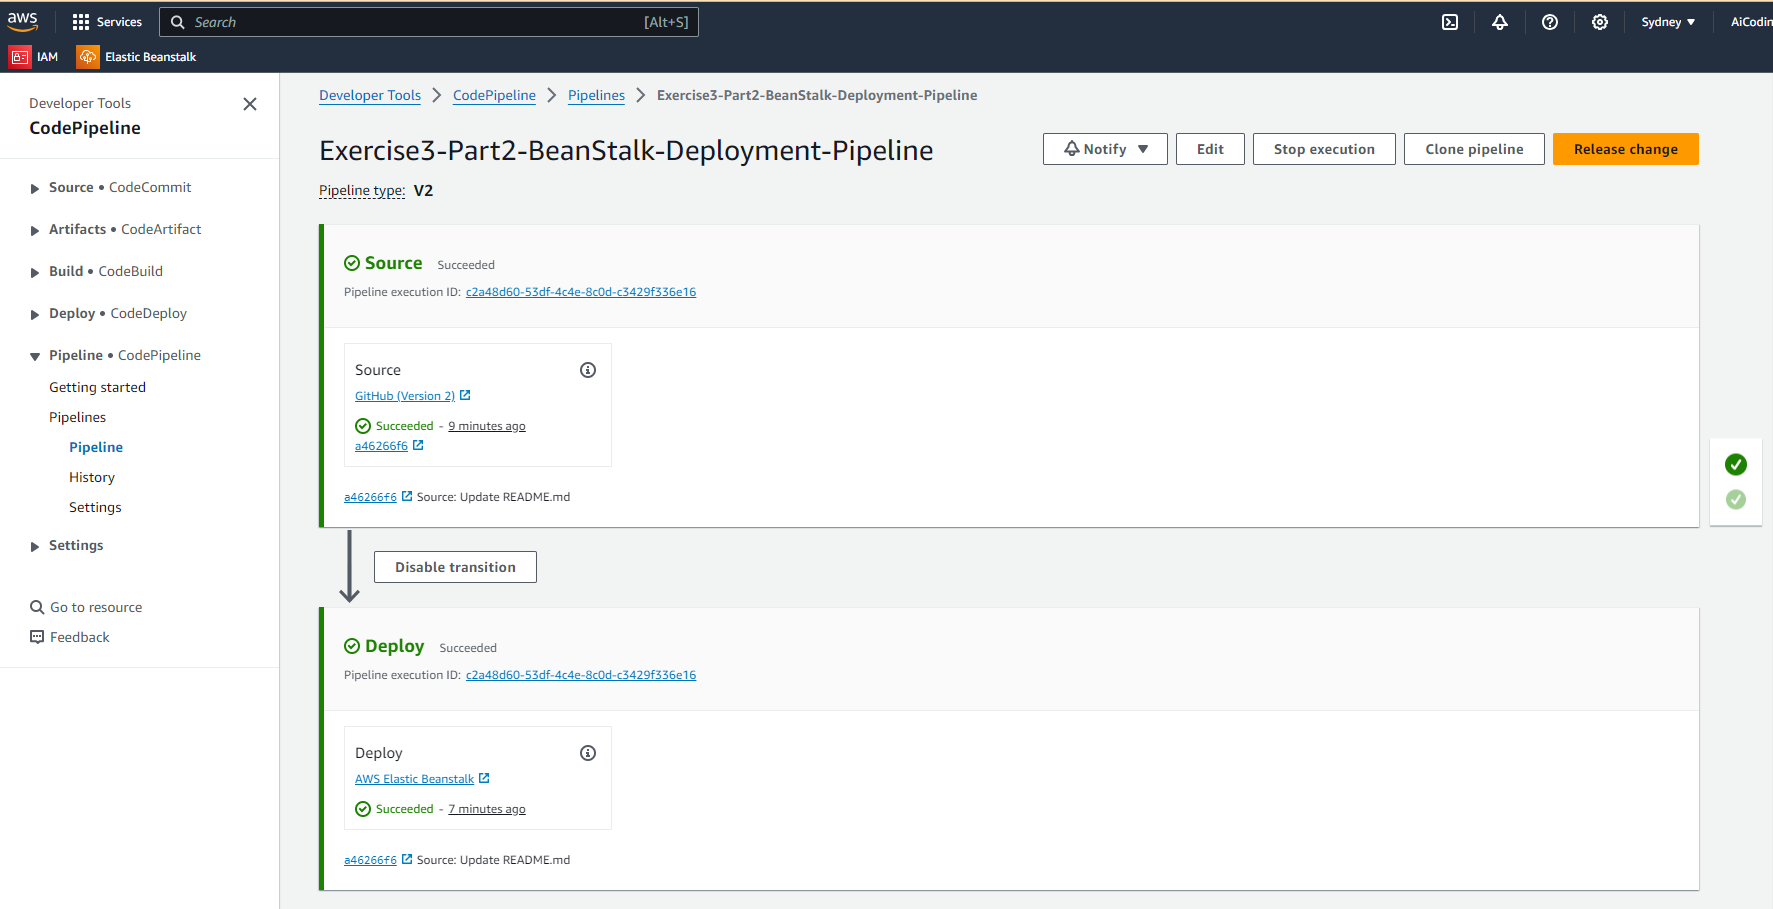 aws
Services
Search
[Alt+S]
Sydney ▼
AiCodin
IAM
Elastic Beanstalk
Developer Tools
CodePipeline
Source • CodeCommit
Artifacts • CodeArtifact
Build • CodeBuild
Deploy • CodeDeploy
Pipeline • CodePipeline
Getting started
Pipelines
Pipeline
History
Settings
Settings
Go to resource
Feedback
Developer Tools > CodePipeline > Pipelines > Exercise3-Part2-BeanStalk-Deployment-Pipeline
Exercise3-Part2-BeanStalk-Deployment-Pipeline
Notify ▼
Edit
Stop execution
Clone pipeline
Release change
Pipeline type: V2
Source Succeeded
Pipeline execution ID: c2a48d60-53df-4c4e-8c0d-c3429f336e16
Source
GitHub (Version 2)
Succeeded - 9 minutes ago
a46266f6
a46266f6 Source: Update README.md
Disable transition
Deploy Succeeded
Pipeline execution ID: c2a48d60-53df-4c4e-8c0d-c3429f336e16
Deploy
AWS Elastic Beanstalk
Succeeded - 7 minutes ago
a46266f6 Source: Update README.md